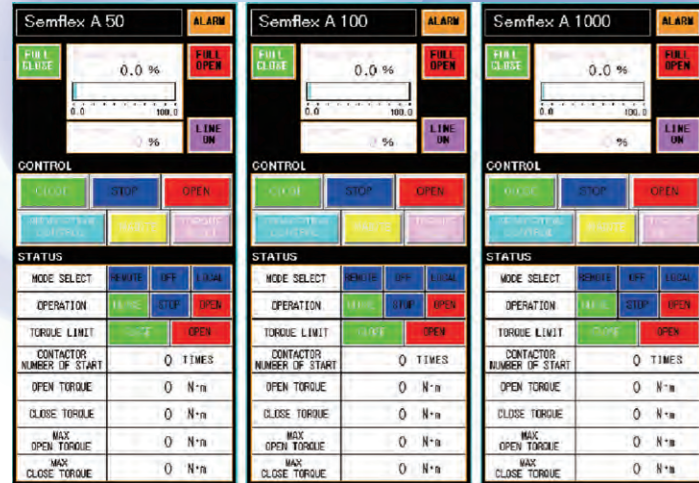 Semflex A 50
ALARM
FULL CLOSE
0.0 %
FULL OPEN
0.0 100.0
%
LINE ON
CONTROL
CLOSE STOP OPEN
STATUS
MODE SELECT REMOTE OFF LOCAL
OPERATION CLOSE STOP OPEN
TORQUE LIMIT CLOSE OPEN
CONTACTOR
NUMBER OF START 0 TIMES
OPEN TORQUE 0 N·m
CLOSE TORQUE 0 N·m
MAX
OPEN TORQUE 0 N·m
MAX
CLOSE TORQUE 0 N·m
Semflex A 100
ALARM
FULL CLOSE
0.0 %
FULL OPEN
0.0 100.0
%
LINE ON
CONTROL
STOP OPEN
STATUS
MODE SELECT REMOTE OFF LOCAL
OPERATION CLOSE STOP OPEN
TORQUE LIMIT CLOSE OPEN
CONTACTOR
NUMBER OF START 0 TIMES
OPEN TORQUE 0 N·m
CLOSE TORQUE 0 N·m
MAX
OPEN TORQUE 0 N·m
MAX
CLOSE TORQUE 0 N·m
Semflex A 1000
ALARM
FULL CLOSE
0.0 %
FULL OPEN
0.0 100.0
%
LINE ON
CONTROL
CLOSE STOP OPEN
STATUS
MODE SELECT REMOTE OFF LOCAL
OPERATION CLOSE STOP OPEN
TORQUE LIMIT CLOSE OPEN
CONTACTOR
NUMBER OF START 0 TIMES
OPEN TORQUE 0 N·m
CLOSE TORQUE 0 N·m
MAX
OPEN TORQUE 0 N·m
MAX
CLOSE TORQUE 0 N·m